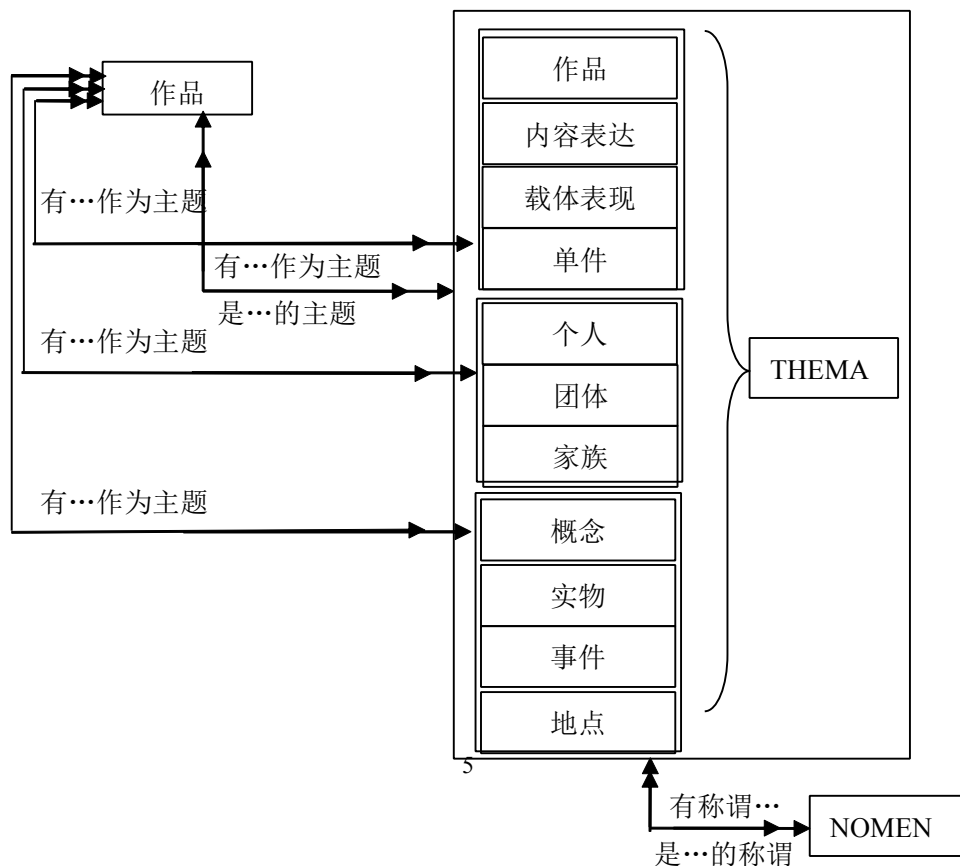 作品
内容表达
载体表现
单件
个人
团体
家族
概念
实物
事件
地点
THEMA
作品
有…作为主题
有…作为主题
是…的主题
有…作为主题
有…作为主题
5
有称谓…
是…的称谓
NOMEN